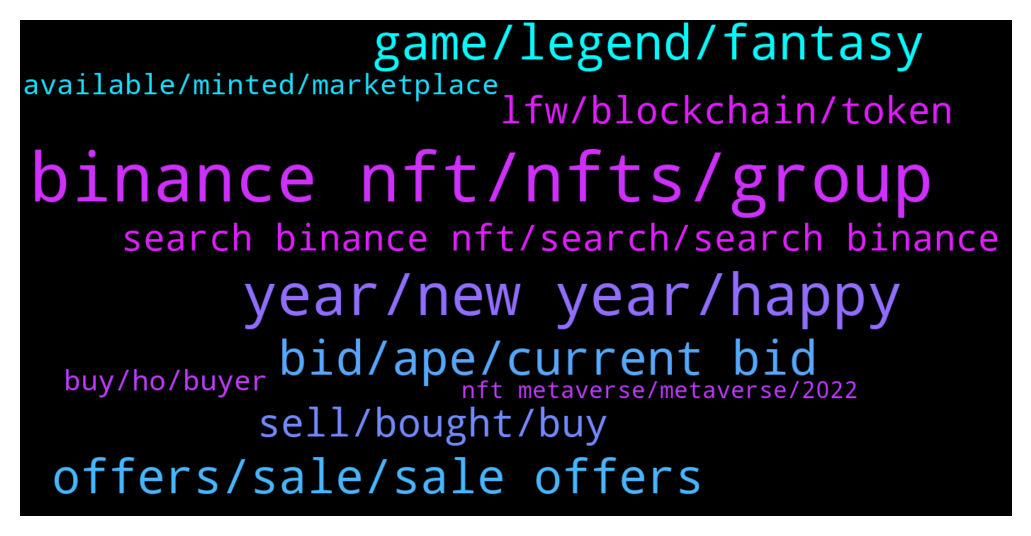 game/legend/fantasy
available/minted/marketplace
lfw/blockchain/token
binance nft/nfts/group
search binance nft/search/search binance
year/new year/happy
bid/ape/current bid
buy/ho/buyer
nft metaverse/metaverse/2022
sell/bought/buy
offers/sale/sale offers